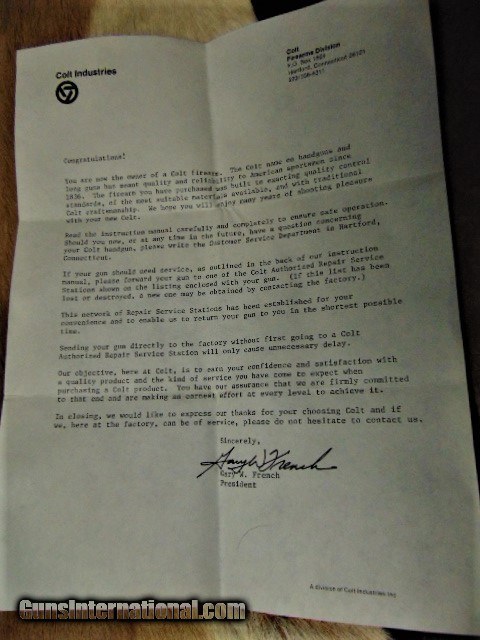 Colt Industries
Colt
Firearms Division
P.O. Box 1868
Hartford, Connecticut 06101
Congratulations!
You are now the owner of a Colt firearm. The Colt name on handguns and
long guns has meant quality and reliability to American sportsmen since
1836. The firearm you have purchased was built to exacting quality control
standards, of the most suitable materials available, and with traditional
Colt craftsmanship. We hope you will enjoy many years of shooting pleasure
with your new Colt.
Read the instruction manual carefully and completely to ensure safe operation.
Should you now, or at any time in the future, have a question concerning
your Colt handgun, please write the Customer Service Department in Hartford,
Connecticut.
If your gun should need service, as outlined in the back of our instruction
manual, please forward your gun to one of the Colt Authorized Repair Service
Stations shown on the listing enclosed with your gun. (If this list has been
lost or destroyed, a new one may be obtained by contacting the factory.)
This network of Repair Service Stations has been established for your
convenience and to enable us to return your gun to you in the shortest possible
time.
Sending your gun directly to the factory without first going to a Colt
Authorized Repair Service Station will only cause unnecessary delay.
Our objective, here at Colt, is to earn your confidence and satisfaction with
a quality product and the kind of service you have come to expect when
purchasing a Colt product. You have our assurance that we are firmly committed
to that end and are making an earnest effort at every level to achieve it.
In closing, we would like to express our thanks for your choosing Colt and if
we, here at the factory, can be of service, please do not hesitate to contact us.
Sincerely,
Gary W. French
Gary W. French
President
A division of Colt Industries Inc
GunsInternational.com